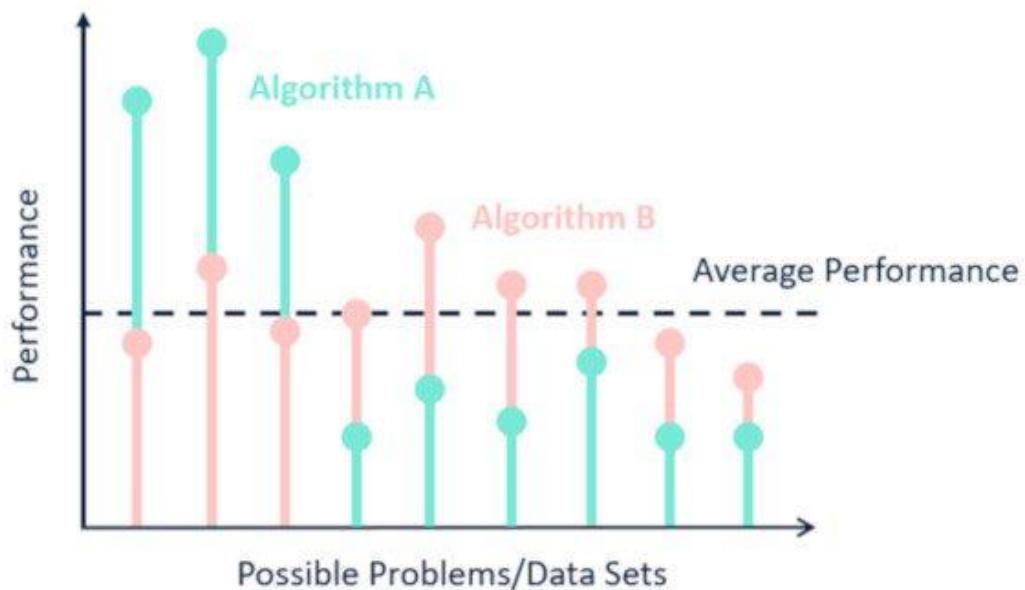 Algorithm A
Algorithm B
Average Performance
Performance
Possible Problems/Data Sets